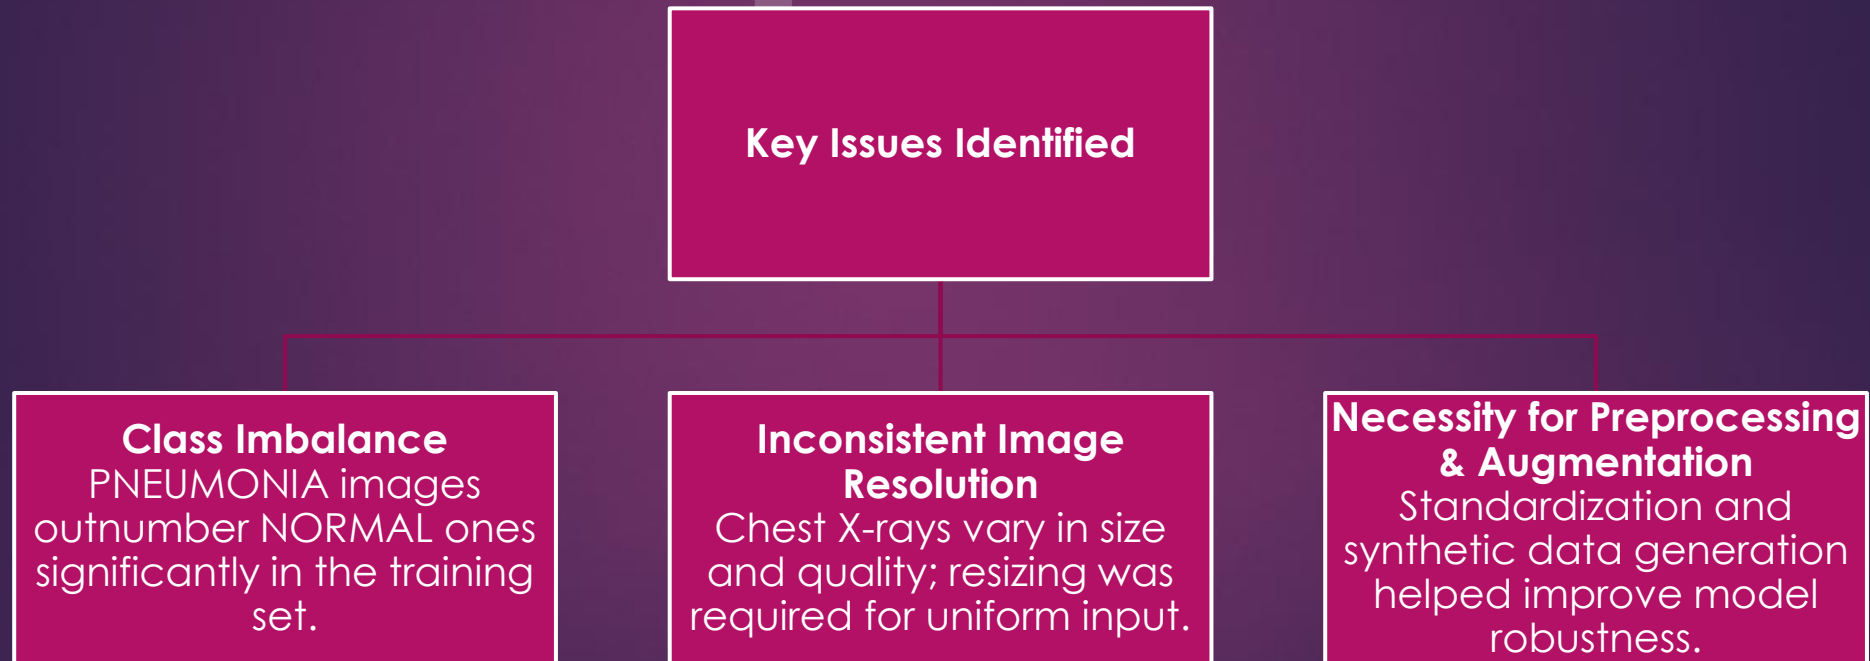 Key Issues Identified
Class Imbalance
PNEUMONIA images
outnumber NORMAL ones
significantly in the training
set.
Inconsistent Image
Resolution
Chest X-rays vary in size
and quality; resizing was
required for uniform input.
Necessity for Preprocessing
& Augmentation
Standardization and
synthetic data generation
helped improve model
robustness.